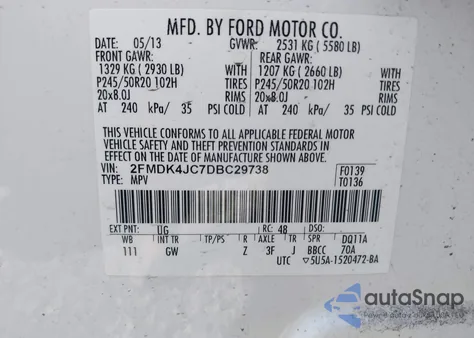 MFD. BY FORD MOTOR CO.
DATE: 05/13 GVWR: 2531 KG ( 5580 LB)
FRONT GAWR: REAR GAWR:
1329 KG ( 2930 LB) WITH 1207 KG ( 2660 LB) WITH
P245/50R20 102H TIRES P245/50R20 102H TIRES
20x8.0J RIMS 20x8.0J RIMS
AT 240 kPa/ 35 PSI COLD AT 240 kPa/ 35 PSI COLD
THIS VEHICLE CONFORMS TO ALL APPLICABLE FEDERAL MOTOR
VEHICLE SAFETY AND THEFT PREVENTION STANDARDS IN
EFFECT ON THE DATE OF MANUFACTURE SHOWN ABOVE.
VIN: 2FMDK4JC7DBC29738 F0139
TYPE: MPV T0136
EXT PNT: UG RC: 48 DSO:
WB INT TR TP/PS R AXLE TR SPR DQ11A
111 GW Z 3F J BBCC 70A
UTC ▽5U5A-1520472-BA
autoSnap